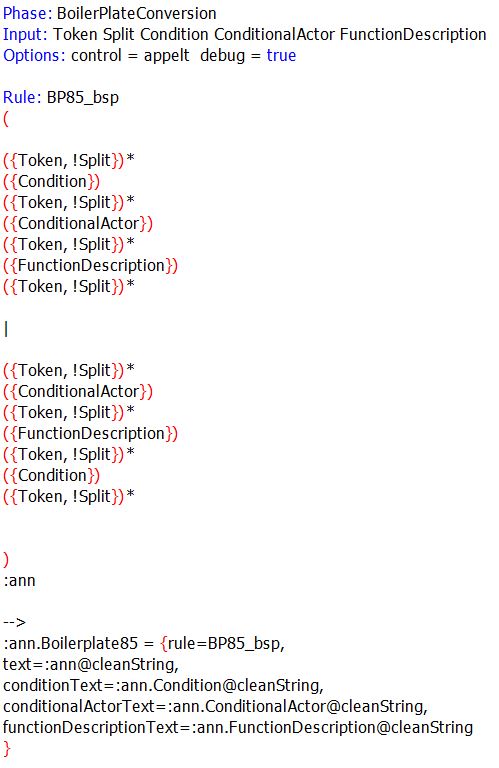 Phase: BoilerPlateConversion
Input: Token Split Condition ConditionalActor FunctionDescription
Options: control = appelt  debug = true
Rule: BP85_bsp
(
({Token, !Split})*
({Condition})
({Token, !Split})*
({ConditionalActor})
({Token, !Split})*
({FunctionDescription})
({Token, !Split})*
|
({Token, !Split})*
({ConditionalActor})
({Token, !Split})*
({FunctionDescription})
({Token, !Split})*
({Condition})
({Token, !Split})*
)
:ann
-->
:ann.Boilerplate85 = {rule=BP85_bsp,
text=:ann@cleanString,
conditionText=:ann.Condition@cleanString,
conditionalActorText=:ann.ConditionalActor@cleanString,
functionDescriptionText=:ann.FunctionDescription@cleanString
}